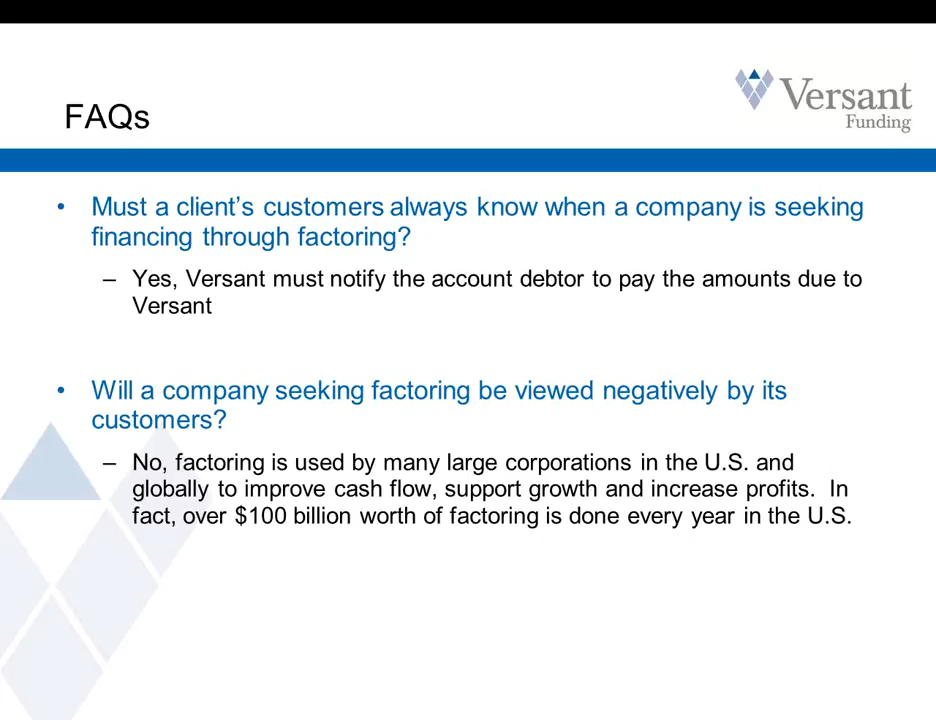 Versant
Funding
FAQs
• Must a client’s customers always know when a company is seeking
financing through factoring?
– Yes, Versant must notify the account debtor to pay the amounts due to
Versant
• Will a company seeking factoring be viewed negatively by its
customers?
– No, factoring is used by many large corporations in the U.S. and
globally to improve cash flow, support growth and increase profits.  In
fact, over $100 billion worth of factoring is done every year in the U.S.